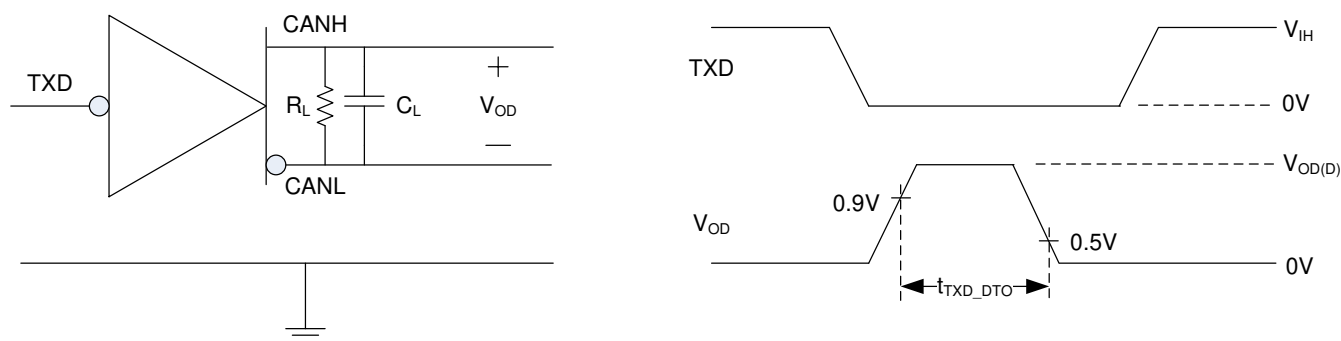 CANH
TXD
R_L
C_L
+
V_OD
—
CANL
TXD
V_IH
0V
V_OD(D)
0.9V
V_OD
0.5V
0V
t_TXD_DTO